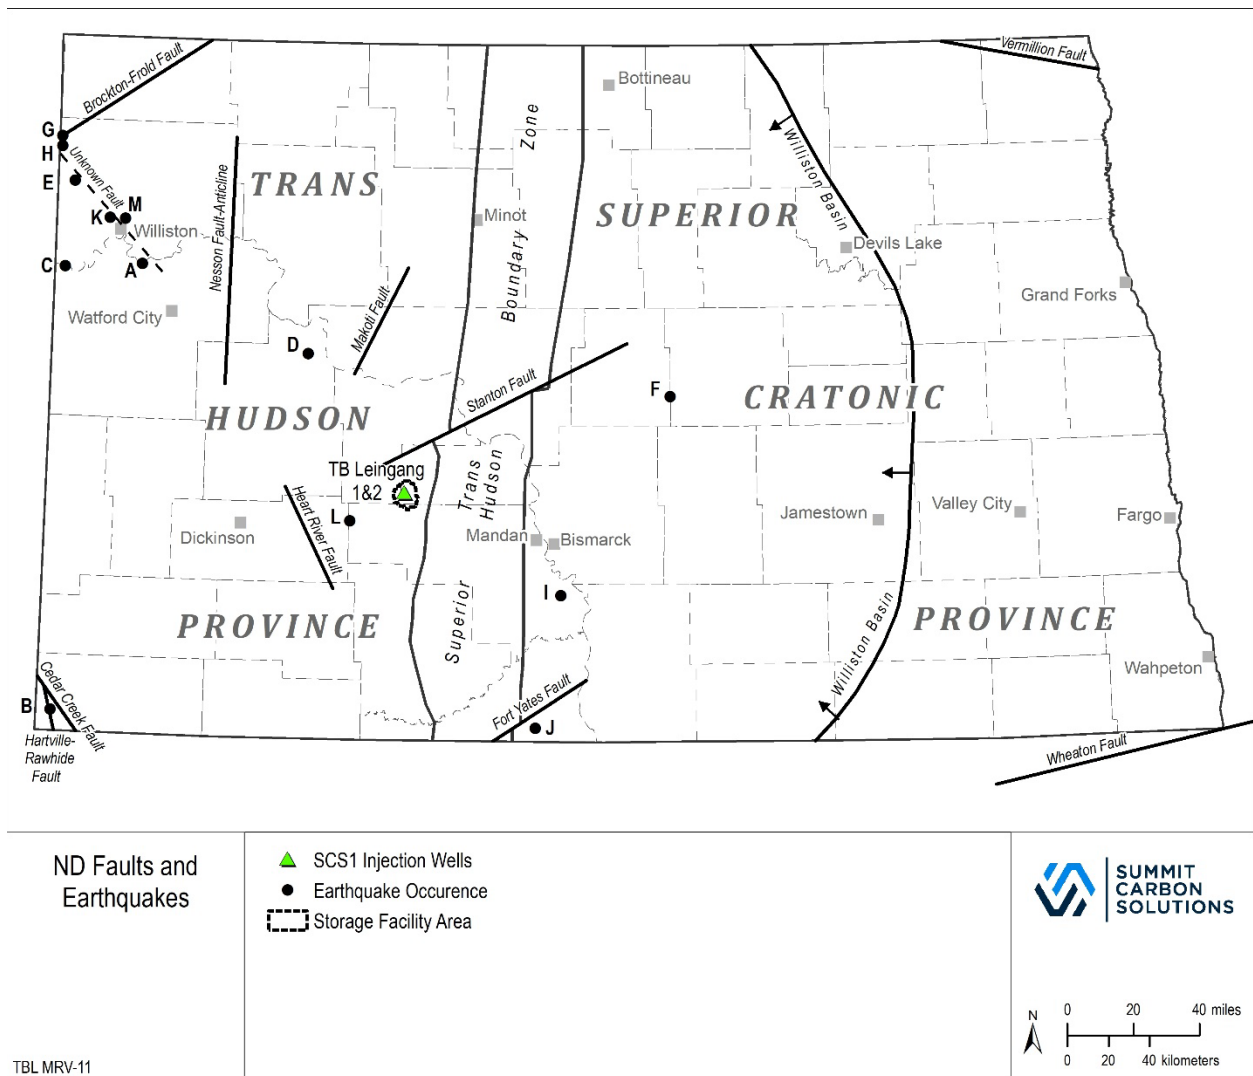 Vermillion Fault
Brockton-Frold Fault
Bottineau
Zone
G
H
Unknown Fault
E
K
M
Williston
C
A
Nesson Fault-Anticline
TRANS
Minot
SUPERIOR
Williston Basin
Devils Lake
Grand Forks
Boundary
Watford City
Makoti Fault
D
Stanton Fault
F
HUDSON
CRATONIC
TB Leingang
1&2
Trans
Hudson
Heart River Fault
L
Dickinson
Mandan
Bismarck
Jamestown
Valley City
Fargo
I
Superior
PROVINCE
PROVINCE
Williston Basin
Wahpeton
Cedar Creek Fault
B
Hartville-
Rawhide
Fault
Fort Yates Fault
J
Wheaton Fault
ND Faults and
Earthquakes
SCS1 Injection Wells
Earthquake Occurence
Storage Facility Area
SUMMIT
CARBON
SOLUTIONS
N
0 20 40 miles
0 20 40 kilometers
TBL MRV-11